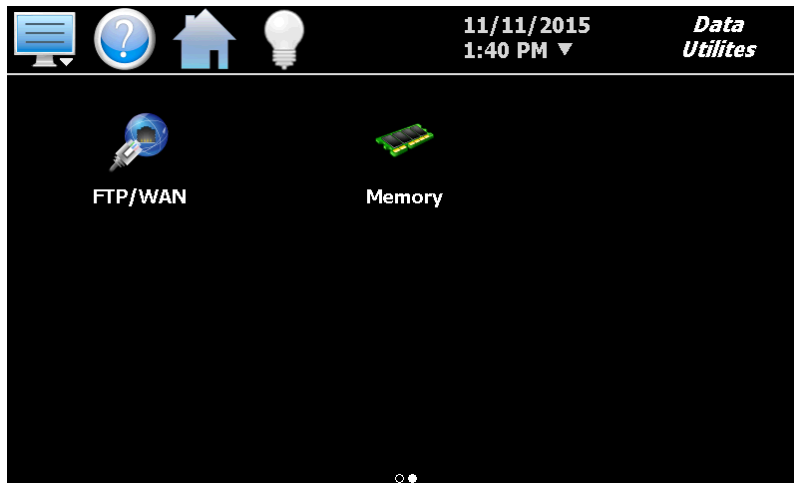 11/11/2015
1:40 PM ▼
Data
Utilites
FTP/WAN
Memory